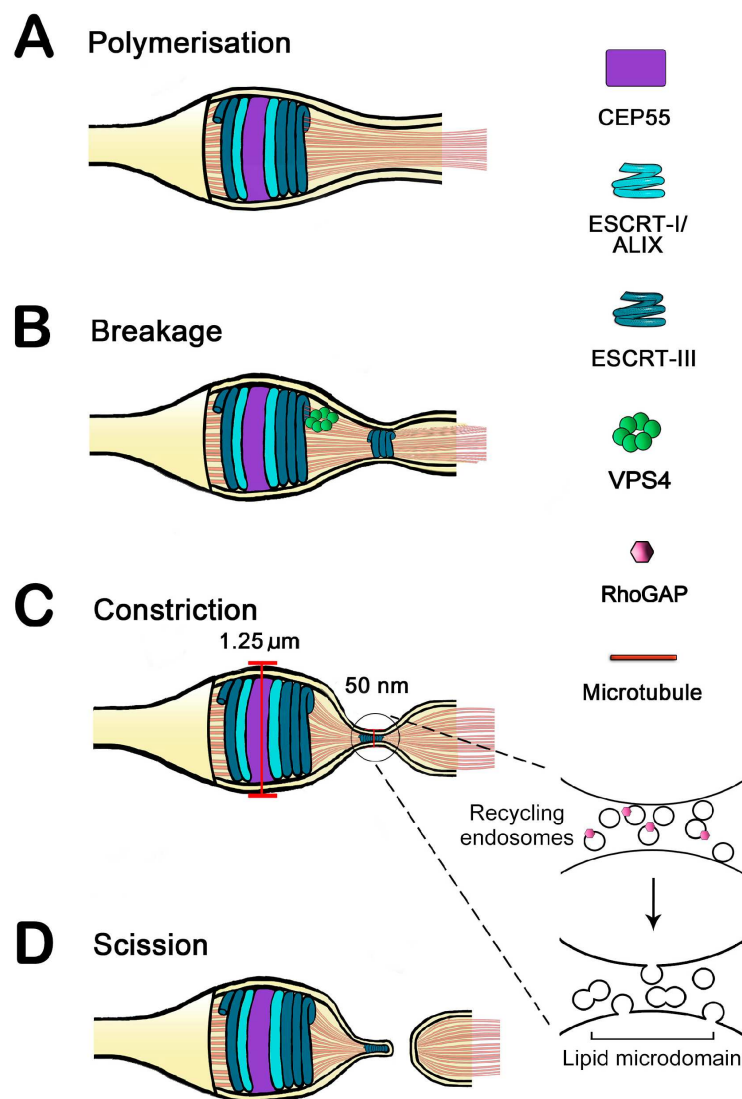 A Polymerisation
CEP55
ESCRT-I/
ALIX
B Breakage
ESCRT-III
VPS4
RhoGAP
C Constriction
1.25 µm
50 nm
Microtubule
Recycling
endosomes
D Scission
Lipid microdomain